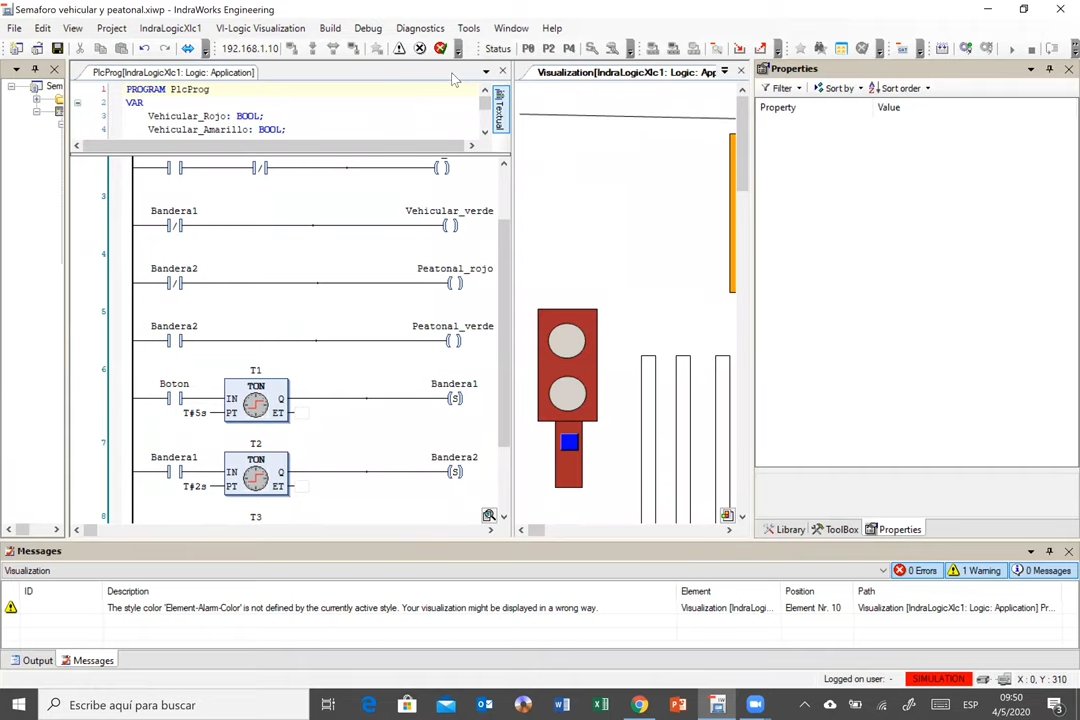 Semaforo vehicular y peatonal.xiwp - IndraWorks Engineering
File Edit View Project IndraLogicXlc1 VI-Logic Visualization Build Debug Diagnostics Tools Window Help
192.168.1.10 Status P0 P2 P4
Sem
PlcProg[IndraLogicXlc1: Logic: Application]
1 PROGRAM PlcProg
2 VAR
3 Vehicular_Rojo: BOOL;
4 Vehicular_Amarillo: BOOL;
Textual
3
Bandera1 Vehicular_verde
4
Bandera2 Peatonal_rojo
5
Bandera2 Peatonal_verde
6
T1
Boton TON Bandera1
IN Q S
T#5s PT ET
7
T2
Bandera1 TON Bandera2
IN Q S
T#2s PT ET
8
T3
Visualization[IndraLogicXlc1: Logic: App
Properties
Filter Sort by Sort order
Property Value
Library ToolBox Properties
Messages
Visualization 0 Errors 1 Warning 0 Messages
ID Description Element Position Path
The style color 'Element-Alarm-Color' is not defined by the currently active style. Your visualization might be displayed in a wrong way. Visualization [IndraLogi... Element Nr. 10 Visualization [IndraLogicXlc1: Logic: Application] Pr...
Output Messages
Logged on user: - SIMULATION X : 0, Y : 310
Escribe aquí para buscar
ESP
09:50
4/5/2020
3